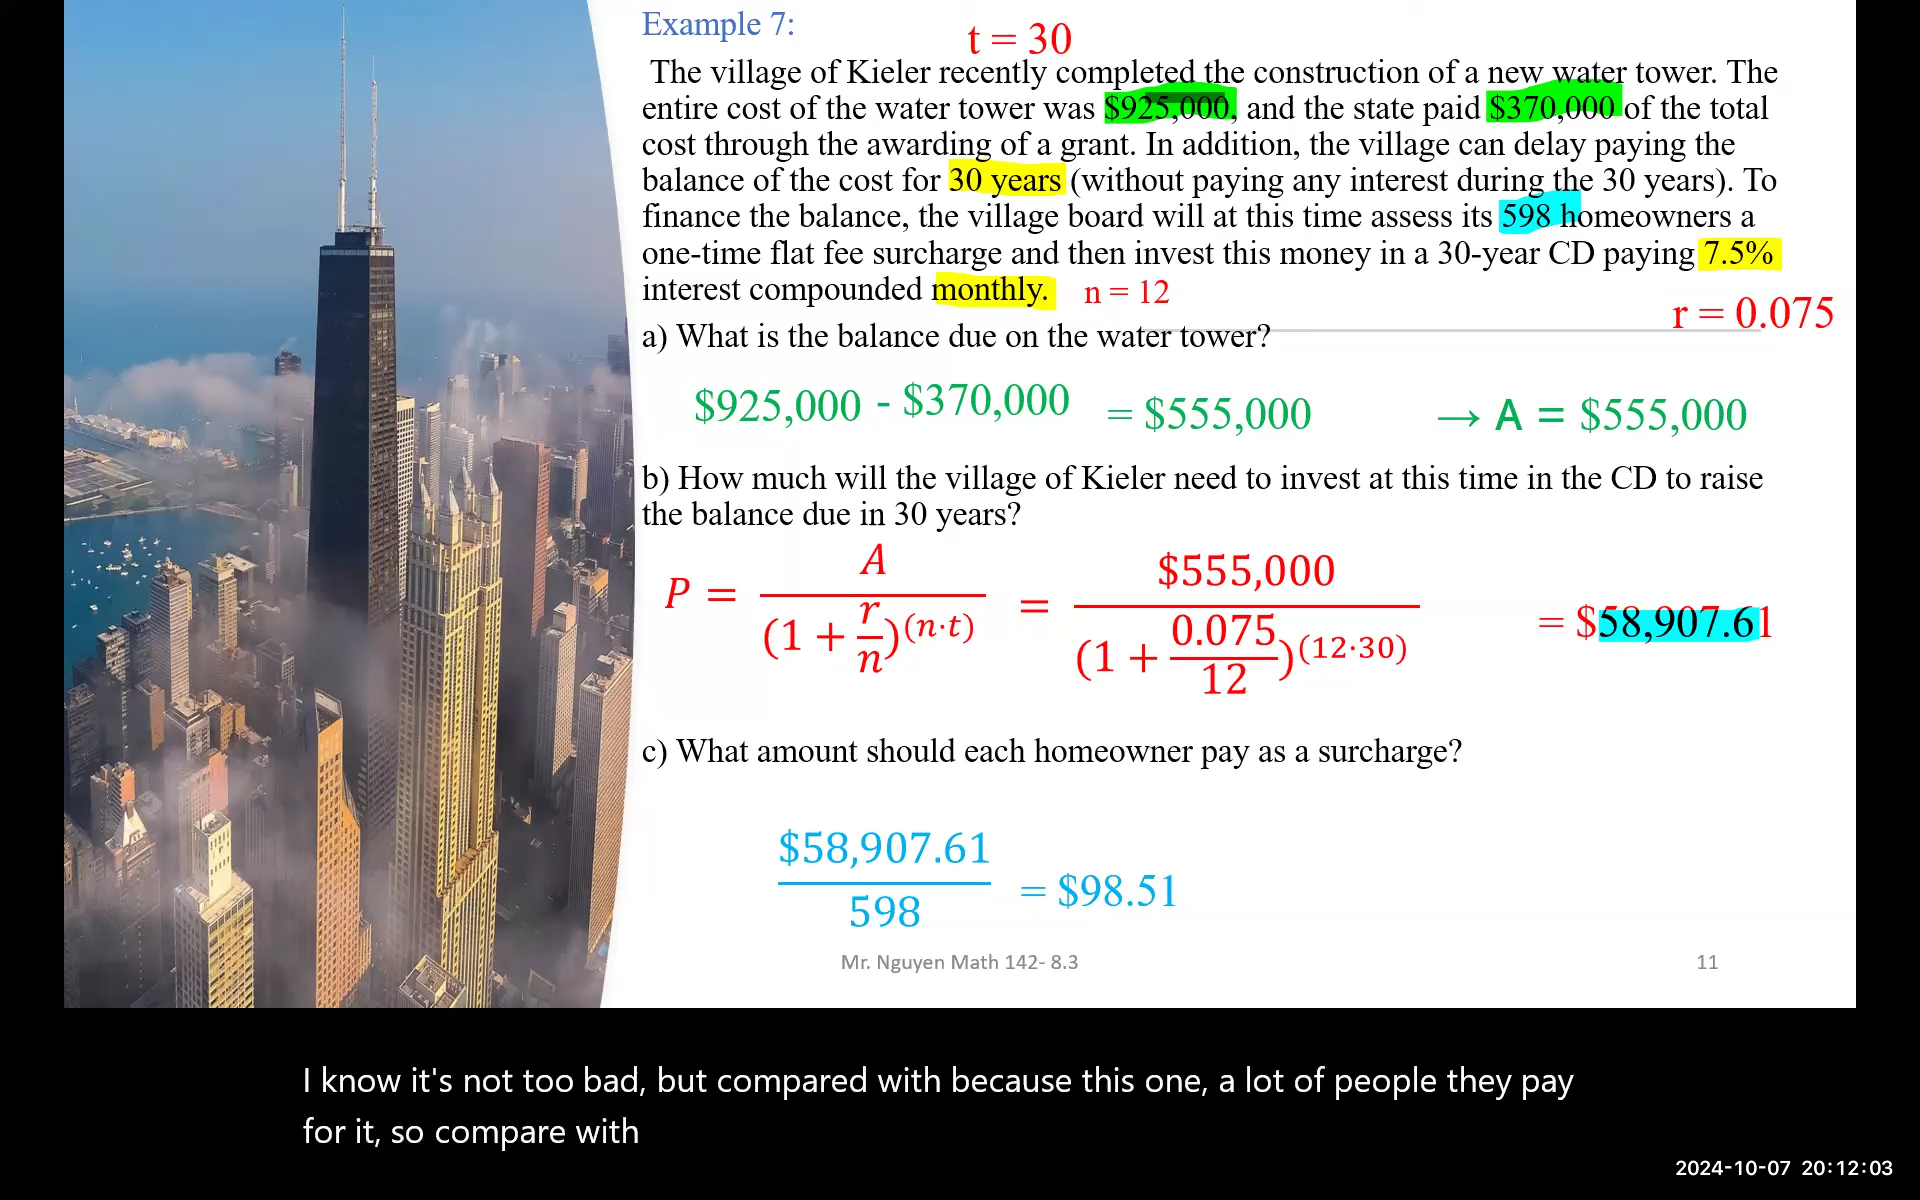 Example 7:
t = 30
The village of Kieler recently completed the construction of a new water tower. The
entire cost of the water tower was $925,000, and the state paid $370,000 of the total
cost through the awarding of a grant. In addition, the village can delay paying the
balance of the cost for 30 years (without paying any interest during the 30 years). To
finance the balance, the village board will at this time assess its 598 homeowners a
one-time flat fee surcharge and then invest this money in a 30-year CD paying 7.5%
interest compounded monthly. n = 12
r = 0.075
a) What is the balance due on the water tower?
$925,000 - $370,000 = $555,000 → A = $555,000
b) How much will the village of Kieler need to invest at this time in the CD to raise
the balance due in 30 years?
P = A / (1 + r/n)^(n·t) = $555,000 / (1 + 0.075/12)^(12·30) = $58,907.61
c) What amount should each homeowner pay as a surcharge?
$58,907.61 / 598 = $98.51
Mr. Nguyen Math 142- 8.3
11
I know it's not too bad, but compared with because this one, a lot of people they pay
for it, so compare with
2024-10-07 20:12:03